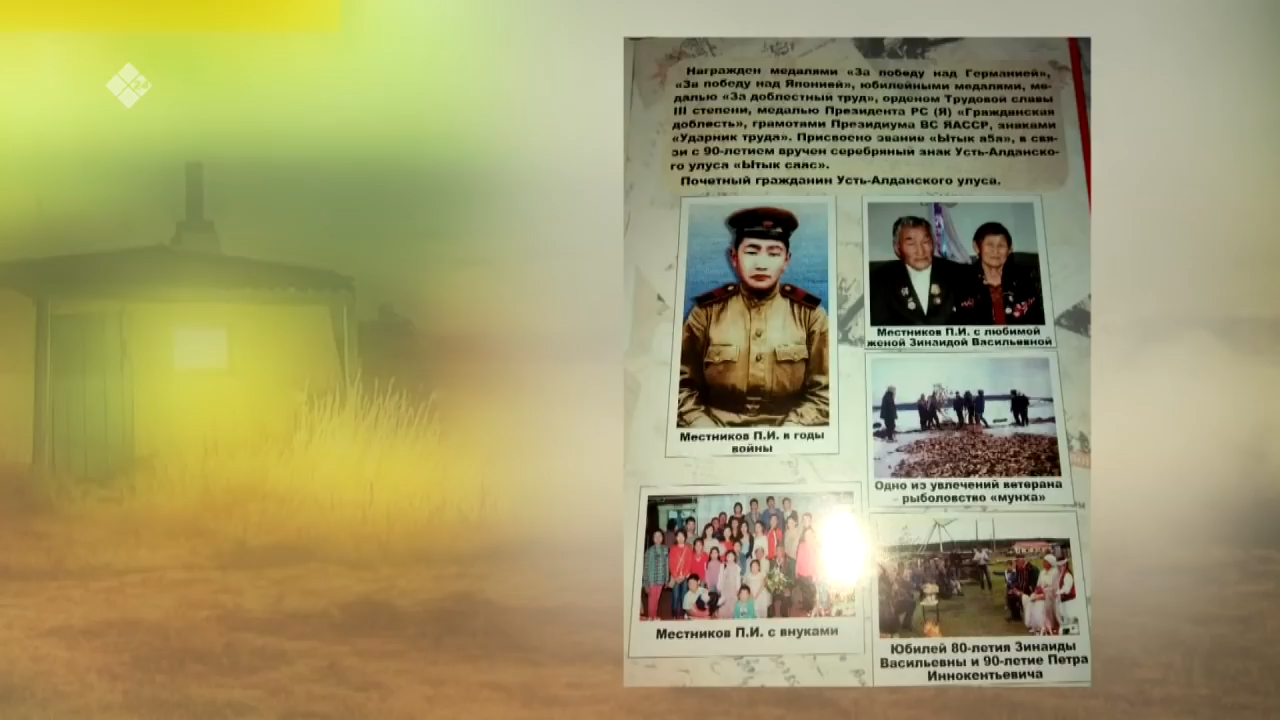 Награжден медалями «За победу над Германией»,
«За победу над Японией», юбилейными медалями, ме-
далью «За доблестный труд», орденом Трудовой славы
III степени, медалью Президента РС (Я) «Гражданская
доблесть», грамотами Президиума ВС ЯАССР, знаками
«Ударник труда». Присвоено звание «Ытык аҕа», в свя-
зи с 90-летием вручен серебряный знак Усть-Алданско-
го улуса «Ытык саас».
Почетный гражданин Усть-Алданского улуса.
Местников П.И. в годы
войны
Местников П.И. с любимой
женой Зинаидой Васильевной
Одно из увлечений ветерана
- рыболовство «мунха»
Местников П.И. с внуками
Юбилей 80-летия Зинаиды
Васильевны и 90-летие Петра
Иннокентьевича
24